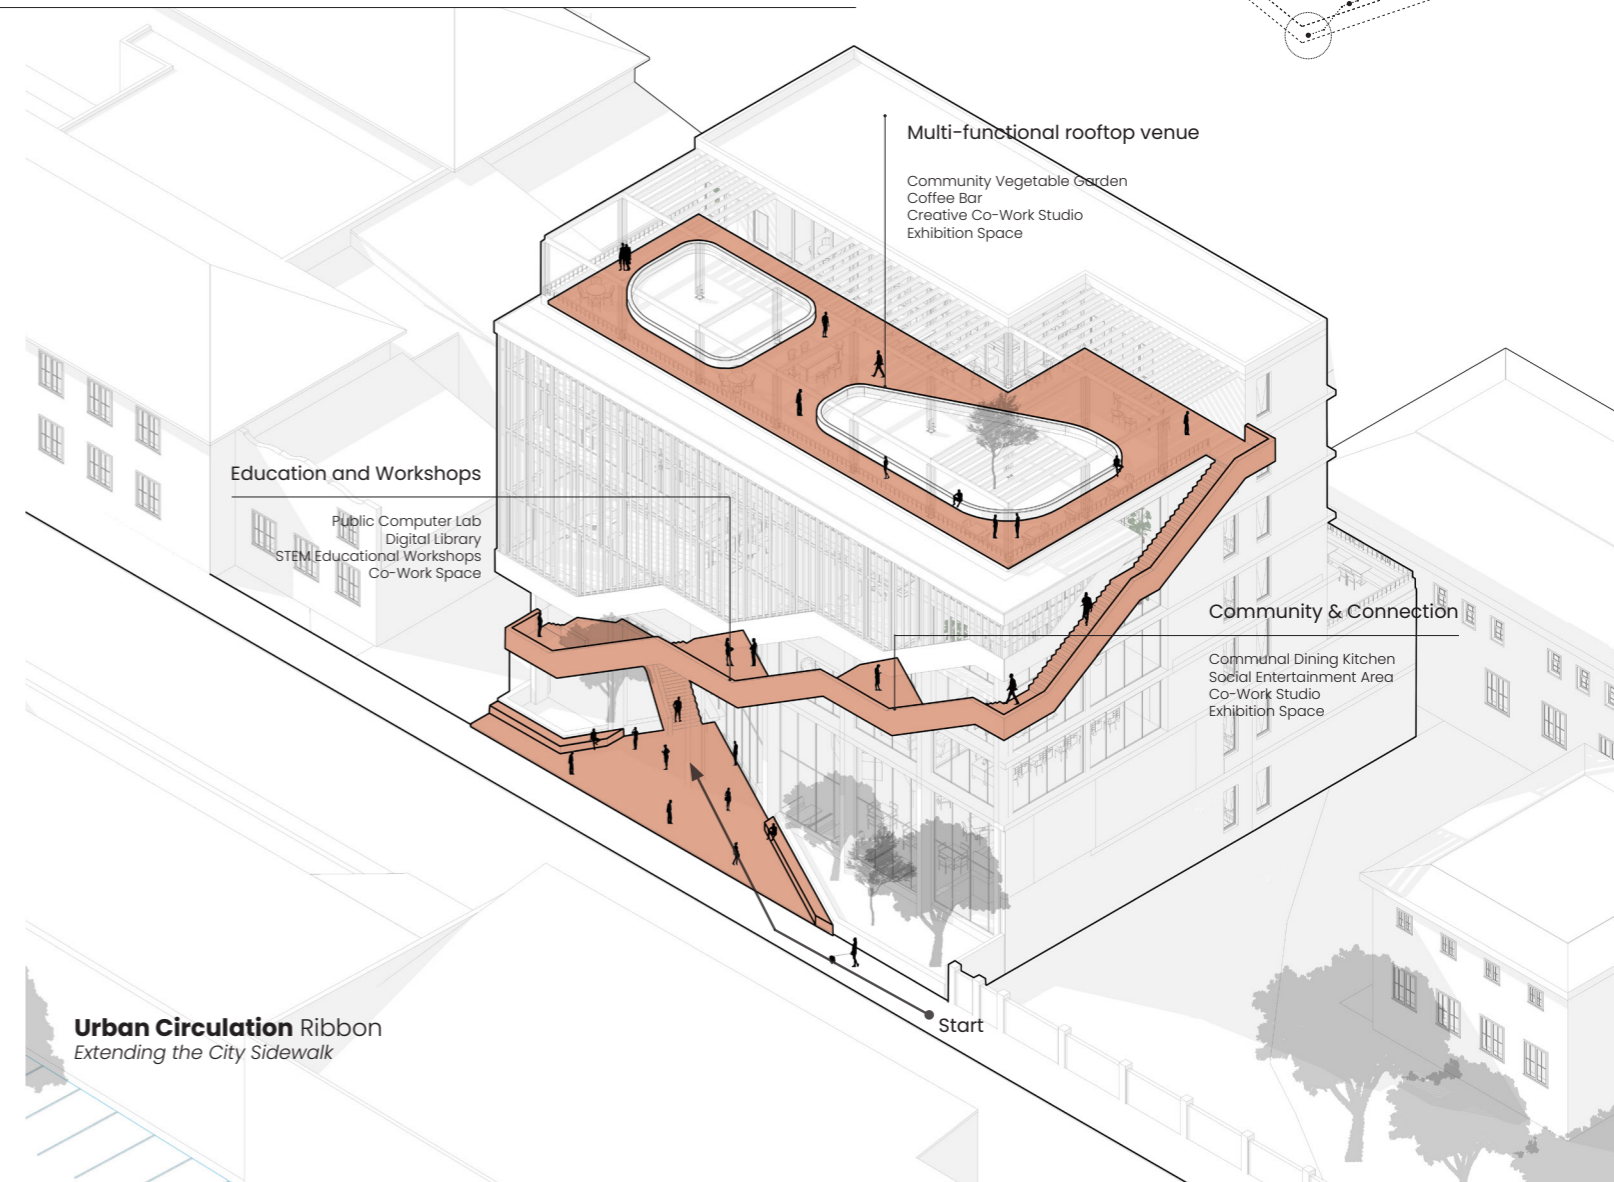 Multi-functional rooftop venue
Community Vegetable Garden
Coffee Bar
Creative Co-Work Studio
Exhibition Space
Education and Workshops
Public Computer Lab
Digital Library
STEM Educational Workshops
Co-Work Space
Community & Connection
Communal Dining Kitchen
Social Entertainment Area
Co-Work Studio
Exhibition Space
Start
Urban Circulation Ribbon
Extending the City Sidewalk